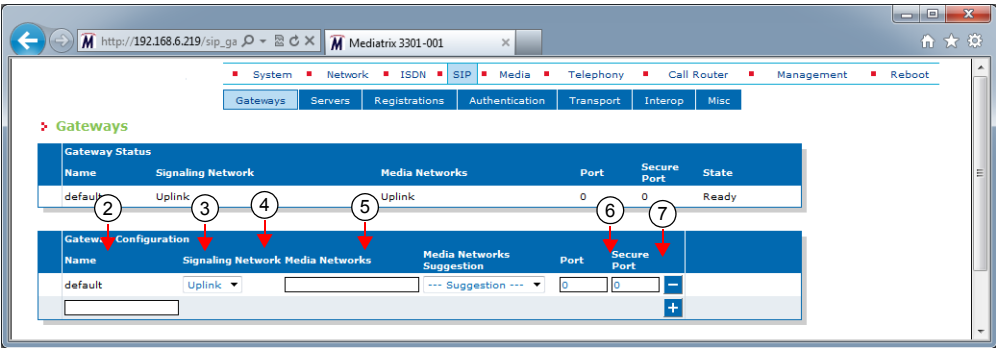 http://192.168.6.219/sip_ga
Mediatrix 3301-001
System Network ISDN SIP Media Telephony Call Router Management Reboot
Gateways Servers Registrations Authentication Transport Interop Misc
Gateways
Gateway Status
Name Signaling Network Media Networks Port Secure Port State
default Uplink Uplink 0 0 Ready
2 3 4 5 6 7
Gateway Configuration
Name Signaling Network Media Networks Media Networks Suggestion Port Secure Port
default Uplink --- Suggestion --- 0 0